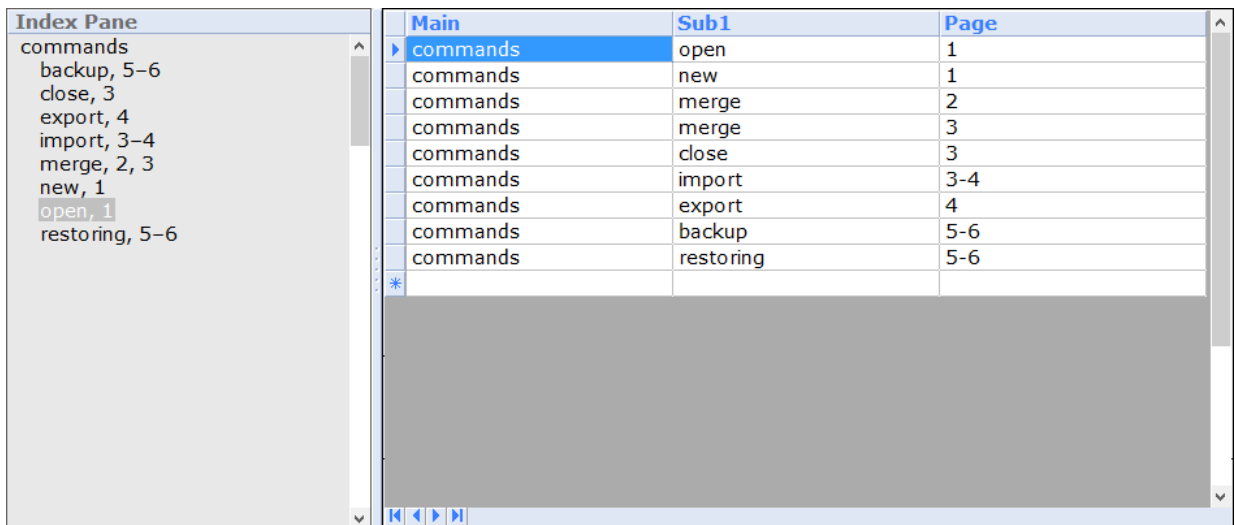 Index Pane
commands
backup, 5–6
close, 3
export, 4
import, 3–4
merge, 2, 3
new, 1
open, 1
restoring, 5–6
Main Sub1 Page
commands open 1
commands new 1
commands merge 2
commands merge 3
commands close 3
commands import 3-4
commands export 4
commands backup 5-6
commands restoring 5-6